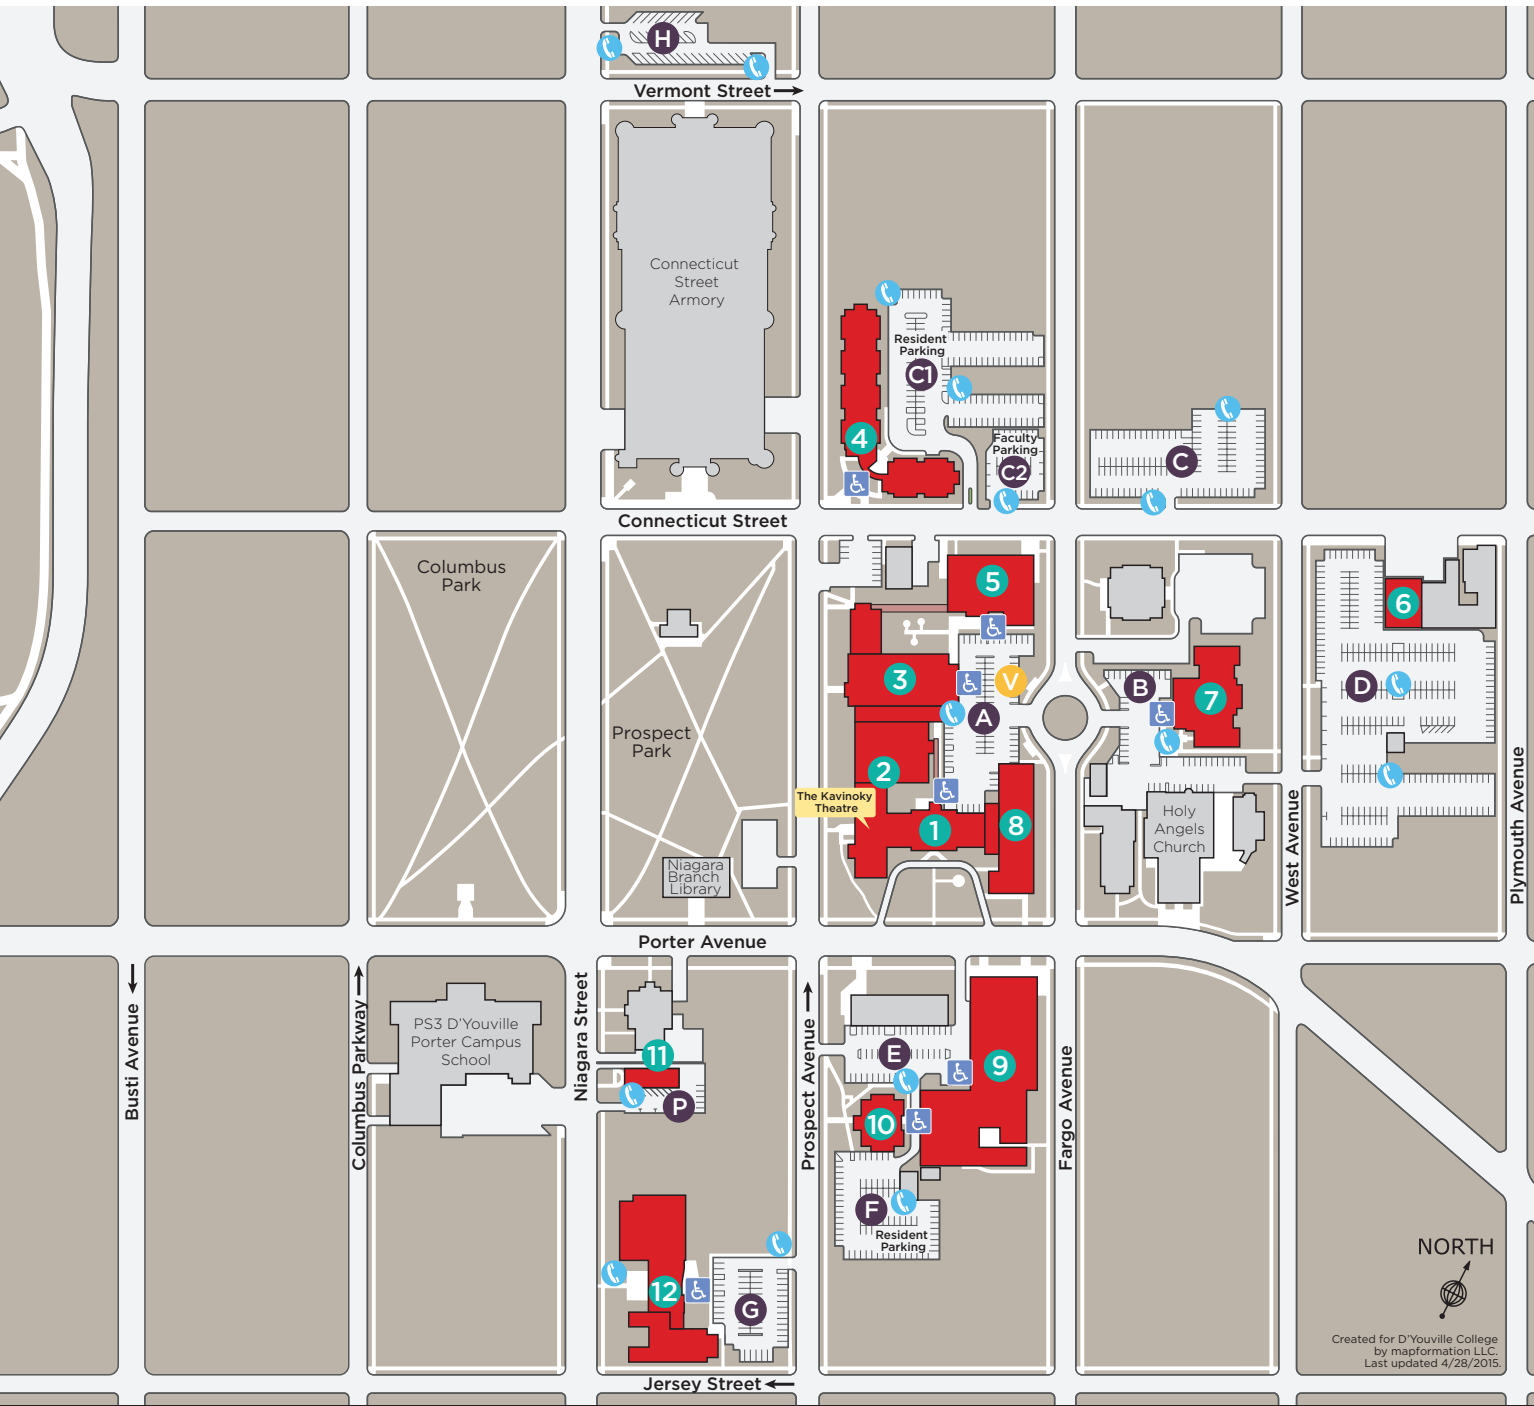 H
Vermont Street
Connecticut
Street
Armory
Resident
Parking
C1
4
Faculty
Parking
C2
C
Connecticut Street
Columbus
Park
5
6
3
V
A
B
7
D
Prospect
Park
2
The Kavinoky
Theatre
1
8
Holy
Angels
Church
Niagara
Branch
Library
West Avenue
Plymouth Avenue
Porter Avenue
Busti Avenue
Columbus Parkway
PS3 D'Youville
Porter Campus
School
Niagara Street
11
P
Prospect Avenue
E
9
10
Fargo Avenue
F
Resident
Parking
12
G
NORTH
Created for D'Youville College
by mapformation LLC.
Last updated 4/28/2015.
Jersey Street